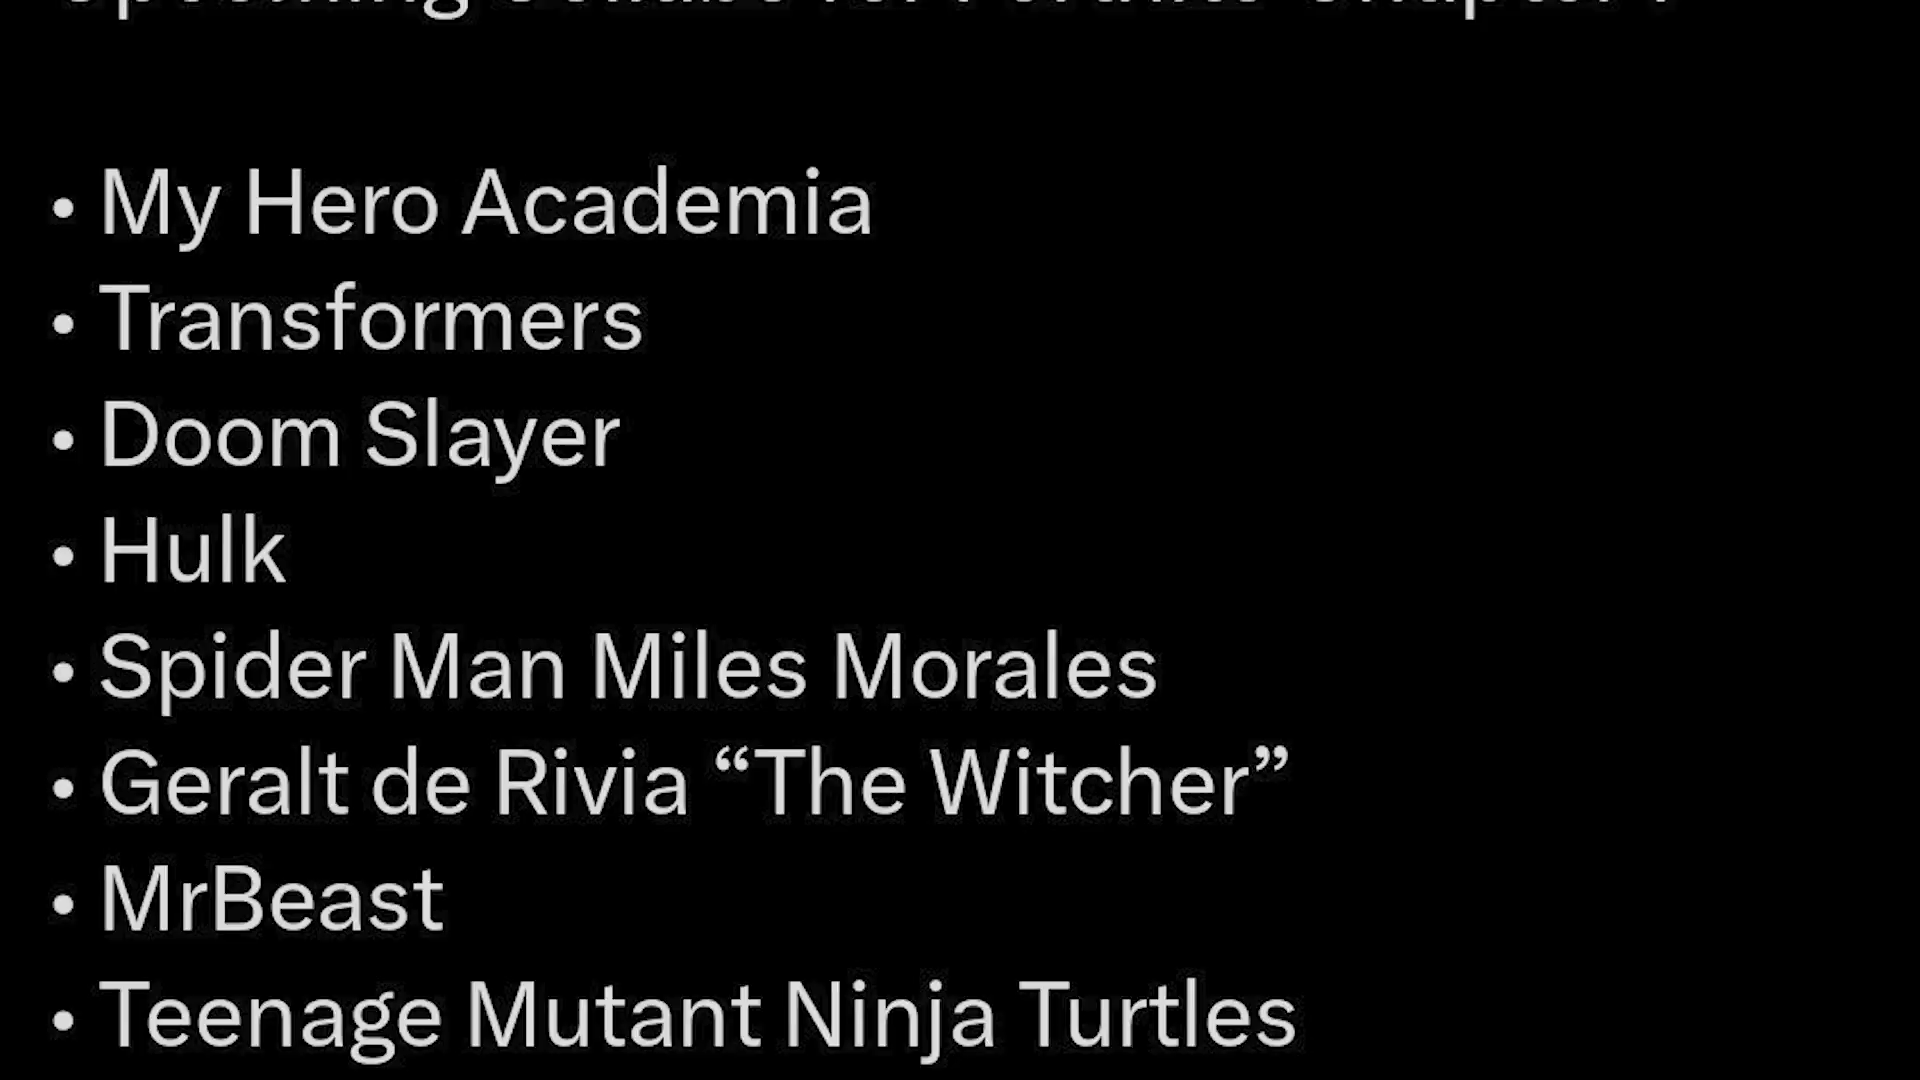 • My Hero Academia
• Transformers
• Doom Slayer
• Hulk
• Spider Man Miles Morales
• Geralt de Rivia “The Witcher”
• MrBeast
• Teenage Mutant Ninja Turtles